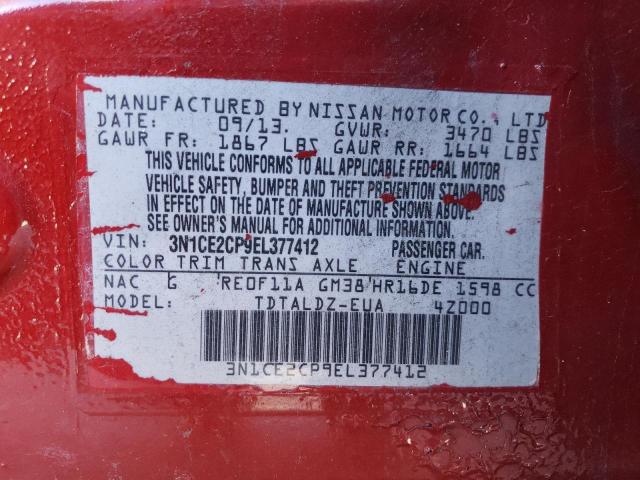 MANUFACTURED BY NISSAN MOTOR CO., LTD
DATE: 09/13. GVWR: 3470 LBS
GAWR FR: 1867 LBS GAWR RR: 1664 LBS
THIS VEHICLE CONFORMS TO ALL APPLICABLE FEDERAL MOTOR
VEHICLE SAFETY, BUMPER AND THEFT PREVENTION STANDARDS
IN EFFECT ON THE DATE OF MANUFACTURE SHOWN ABOVE.
SEE OWNER'S MANUAL FOR ADDITIONAL INFORMATION.
VIN: 3N1CE2CP9EL377412 PASSENGER CAR.
COLOR TRIM TRANS AXLE ENGINE
NAC G RE0F11A GM38 HR16DE 1598 CC
MODEL: TDTALDZ-EUA 4Z000
3N1CE2CP9EL377412